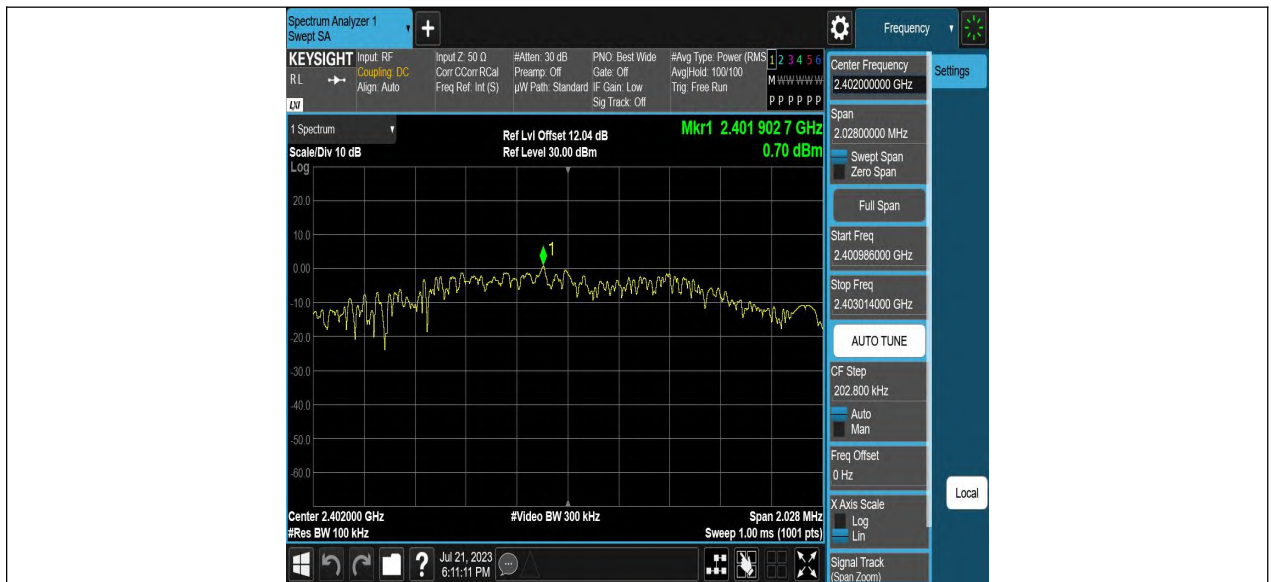 Spectrum Analyzer 1
Swept SA
Frequency
KEYSIGHT
RL
LXI
Input: RF
Coupling: DC
Align: Auto
Input Z: 50 Ω
Corr CCorr RCal
Freq Ref: Int (S)
#Atten: 30 dB
Preamp: Off
µW Path: Standard
PNO: Best Wide
Gate: Off
IF Gain: Low
Sig Track: Off
#Avg Type: Power (RMS
Avg|Hold: 100/100
Trig: Free Run
1 2 3 4 5 6
M W W W W W
P P P P P P
1 Spectrum
Scale/Div 10 dB
Ref Lvl Offset 12.04 dB
Ref Level 30.00 dBm
Mkr1 2.401 902 7 GHz
0.70 dBm
Log
20.0
10.0
0.00
-10.0
-20.0
-30.0
-40.0
-50.0
-60.0
1
Center 2.402000 GHz
#Res BW 100 kHz
#Video BW 300 kHz
Span 2.028 MHz
Sweep 1.00 ms (1001 pts)
?
Jul 21, 2023
6:11:11 PM
Center Frequency
2.402000000 GHz
Span
2.02800000 MHz
Swept Span
Zero Span
Full Span
Start Freq
2.400986000 GHz
Stop Freq
2.403014000 GHz
AUTO TUNE
CF Step
202.800 kHz
Auto
Man
Freq Offset
0 Hz
X Axis Scale
Log
Lin
Signal Track
(Span Zoom)
Settings
Local